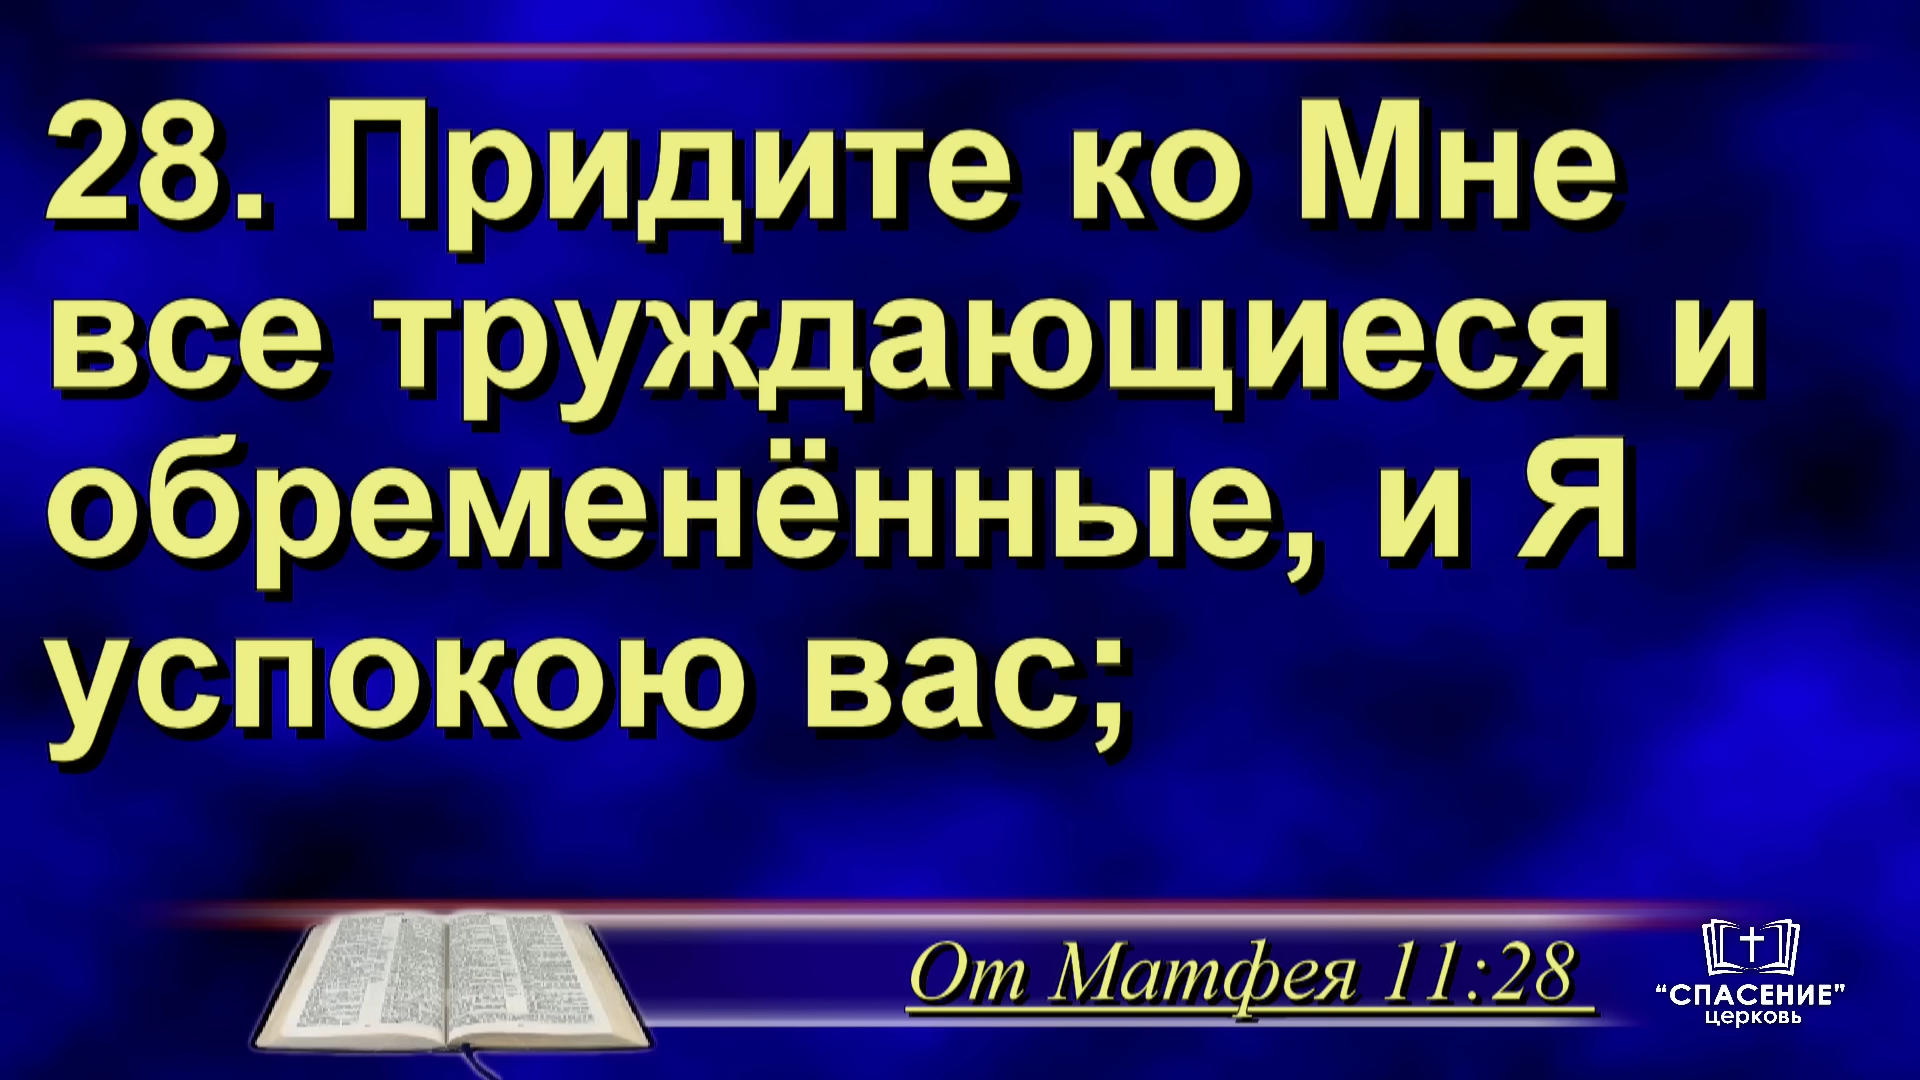 28. Придите ко Мне
все труждающиеся и
обременённые, и Я
успокою вас;
От Матфея 11:28
“СПАСЕНИЕ”
церковь